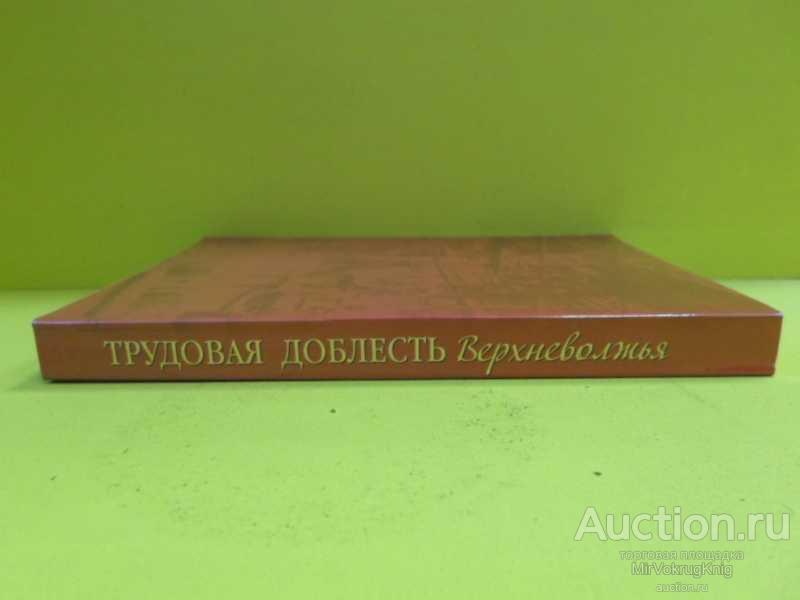 ТРУДОВАЯ ДОБЛЕСТЬ Верхневолжья
Auction.ru
торговая площадка
MirVokrugKnig
auction.ru